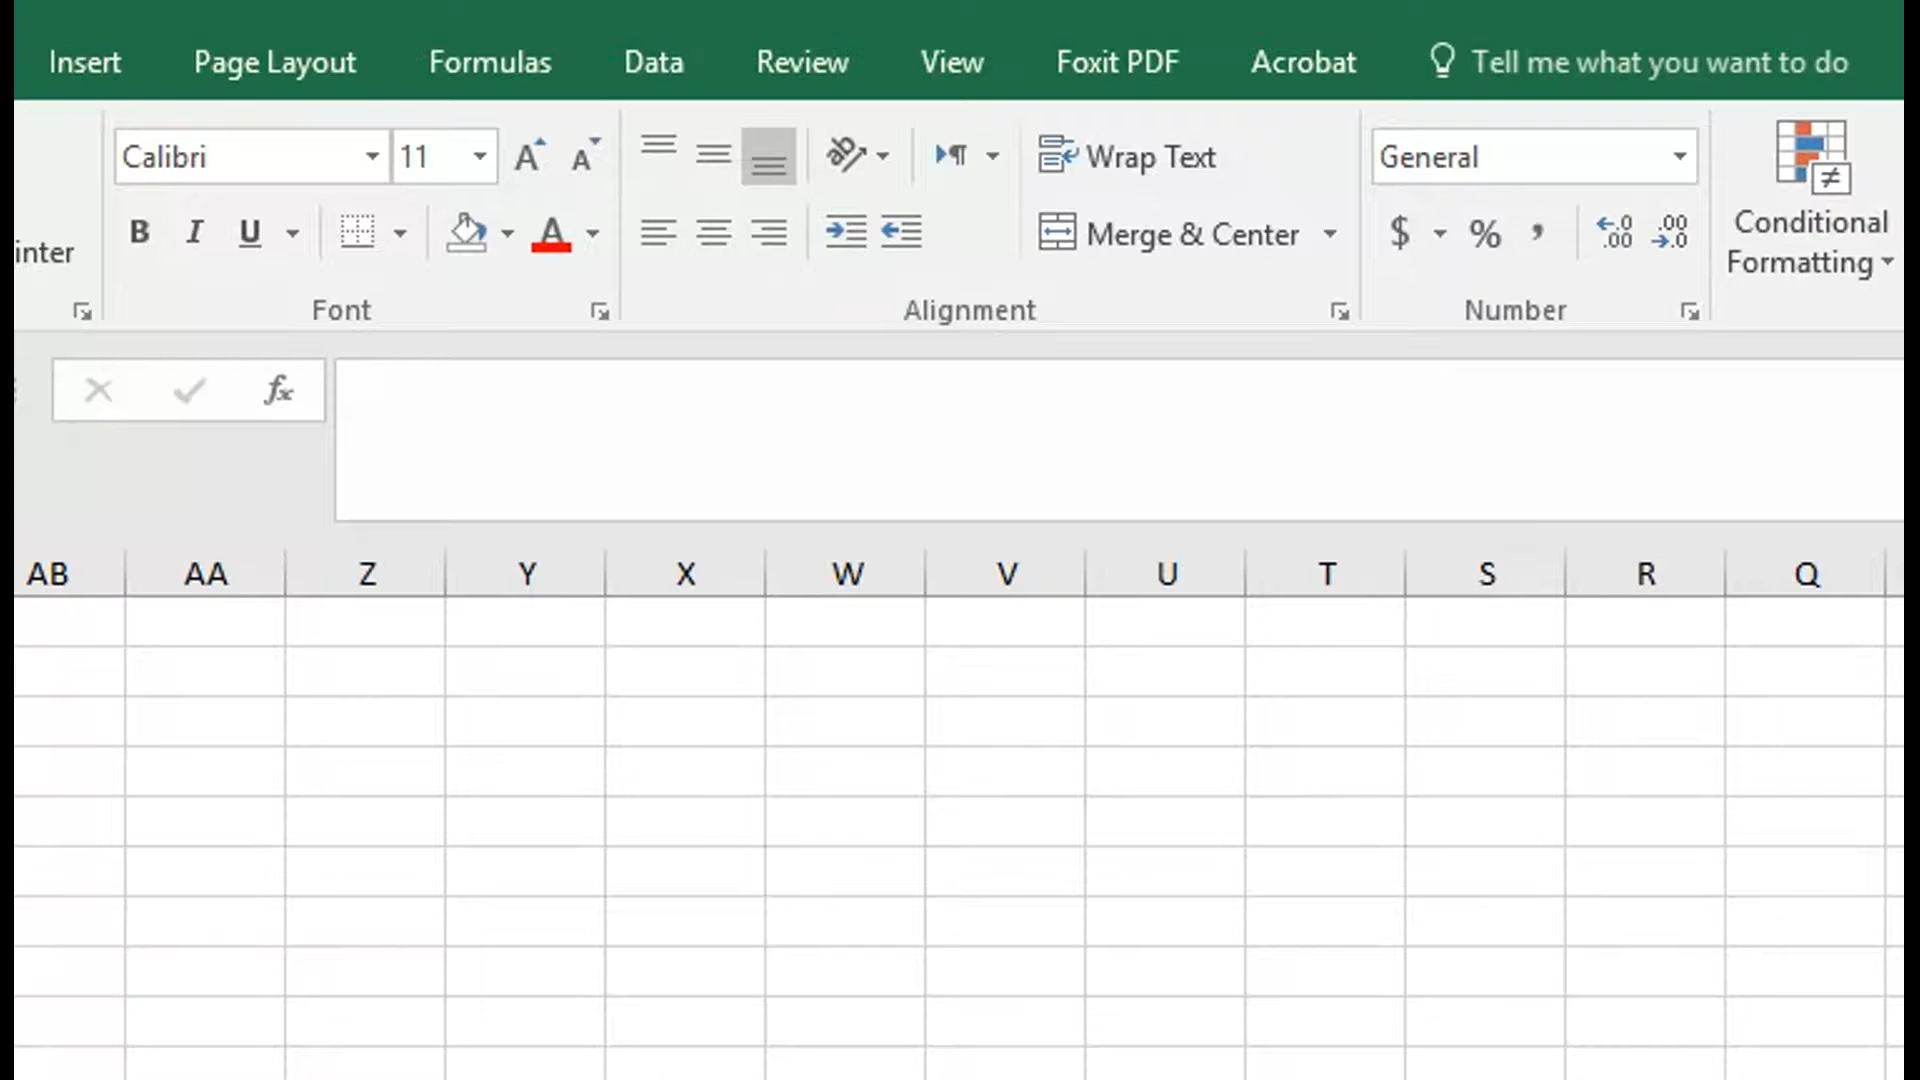 Insert Page Layout Formulas Data Review View Foxit PDF Acrobat Tell me what you want to do
Calibri 11 Wrap Text General
B I U Merge & Center $ % , Conditional
inter Formatting
Font Alignment Number
fx
AB AA Z Y X W V U T S R Q